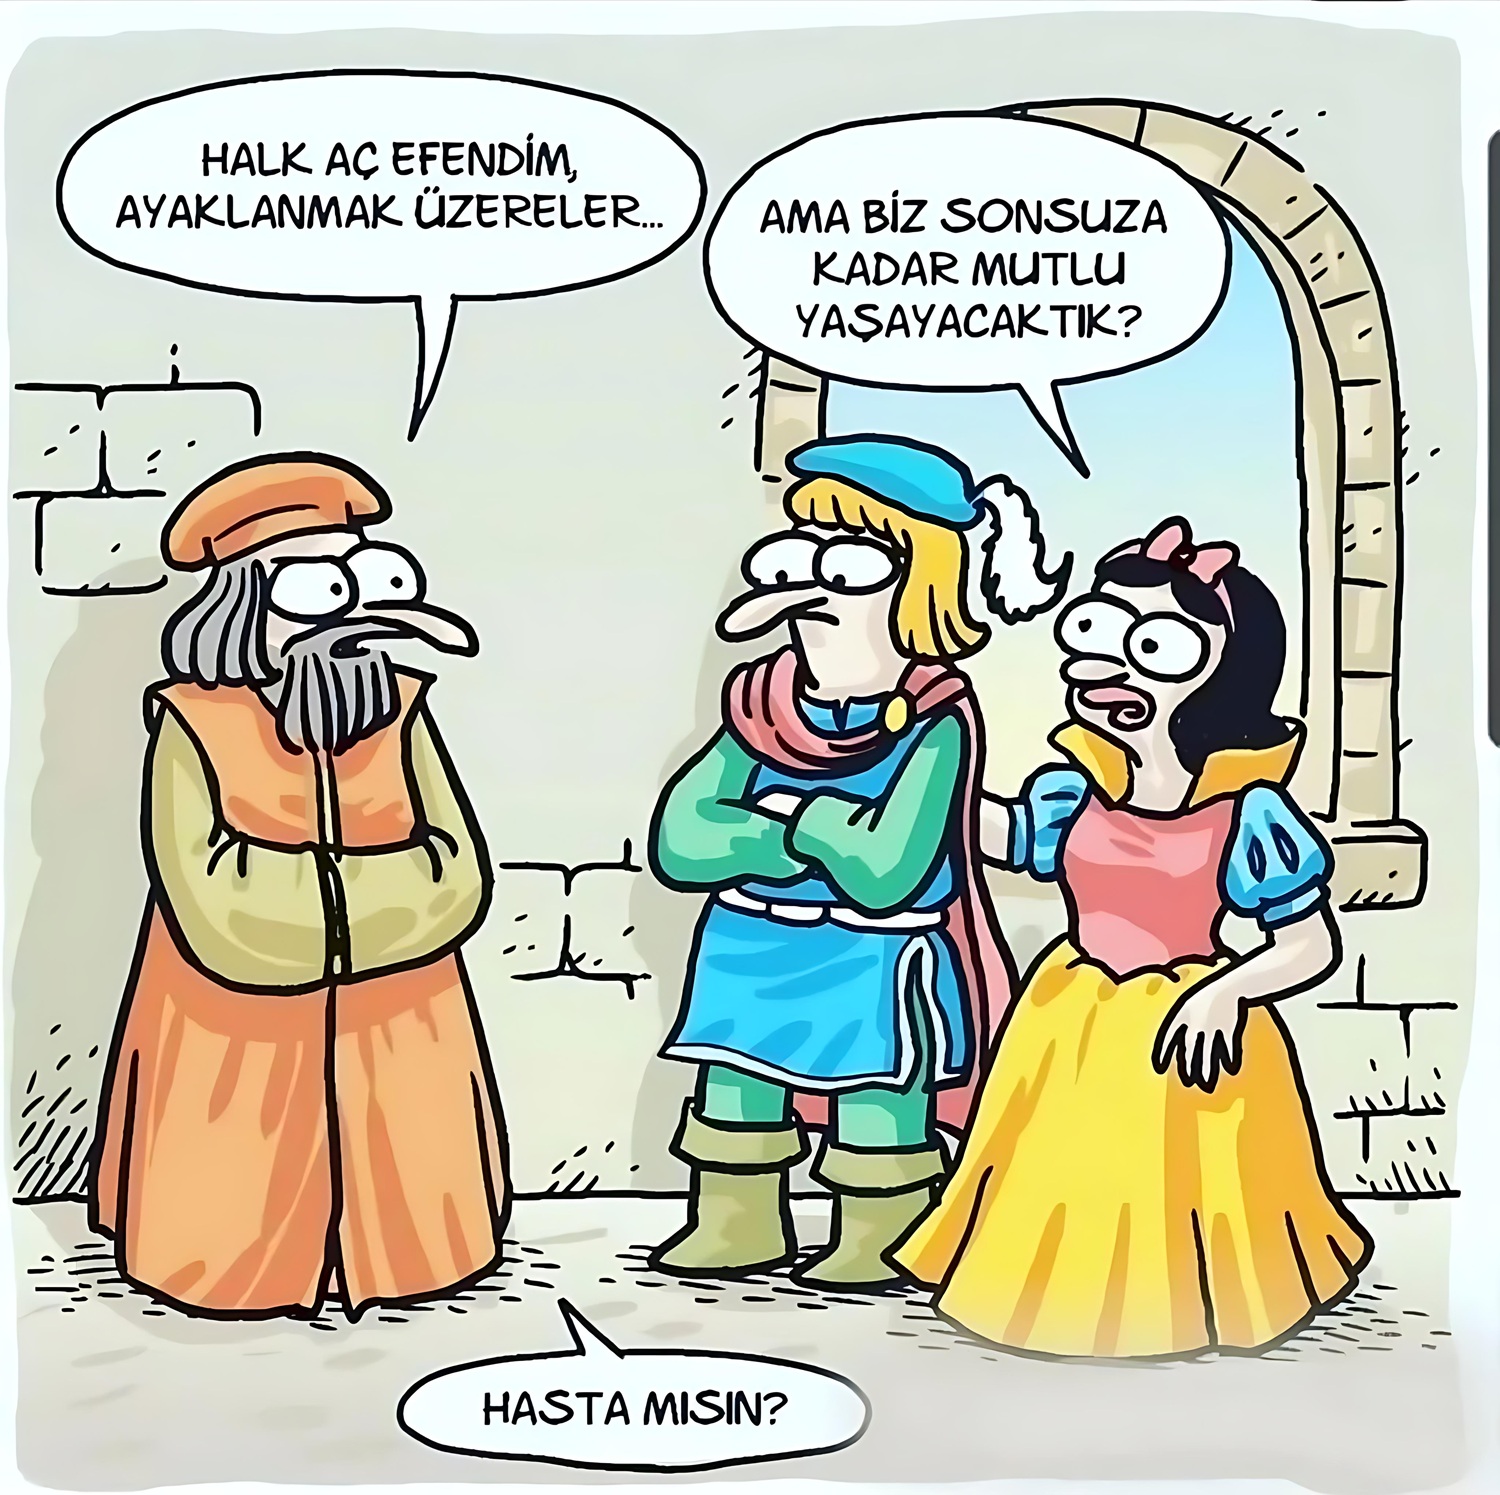 HALK AÇ EFENDİM,
AYAKLANMAK ÜZERELER...
AMA BİZ SONSUZA
KADAR MUTLU
YAŞAYACAKTIK?
HASTA MISIN?